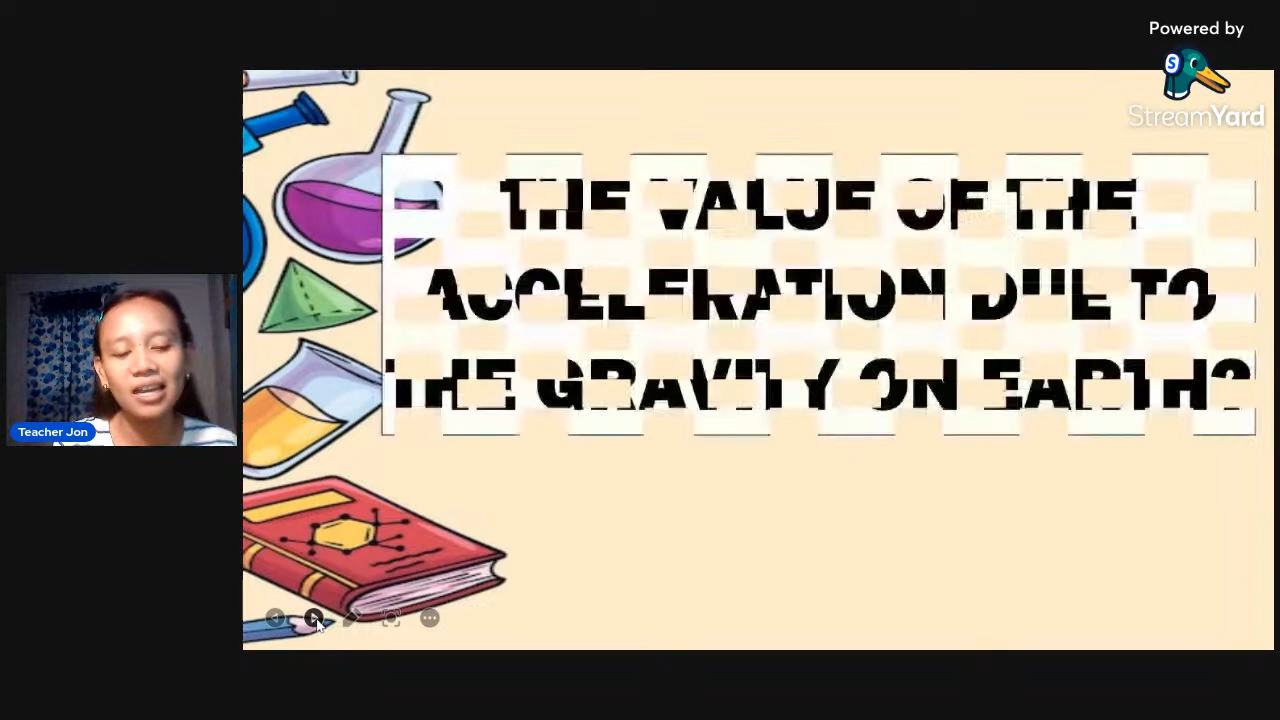 Powered by
StreamYard
THE VALUE OF THE
ACCELERATION DUE TO
THE GRAVITY ON EARTH?
Teacher Jon